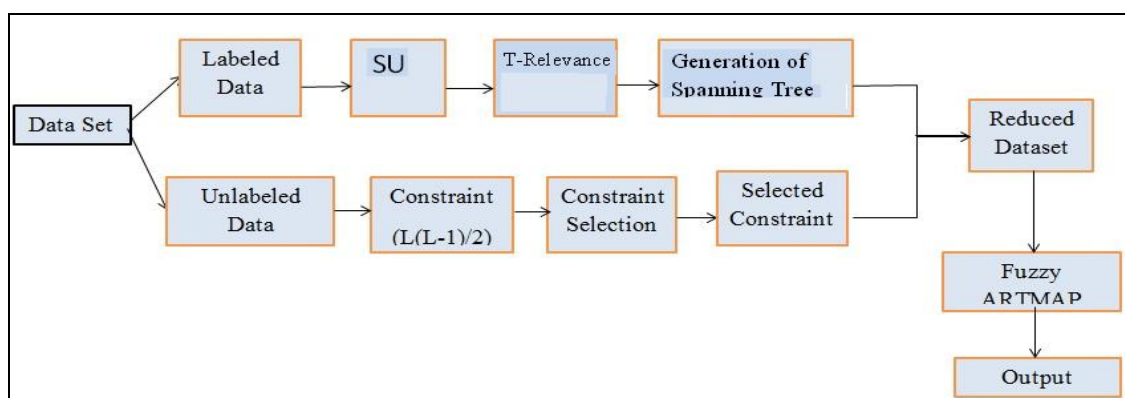 Data Set
Labeled
Data
SU
T-Relevance
Generation of
Spanning Tree
Unlabeled
Data
Constraint
(L(L-1)/2)
Constraint
Selection
Selected
Constraint
Reduced
Dataset
Fuzzy
ARTMAP
Output